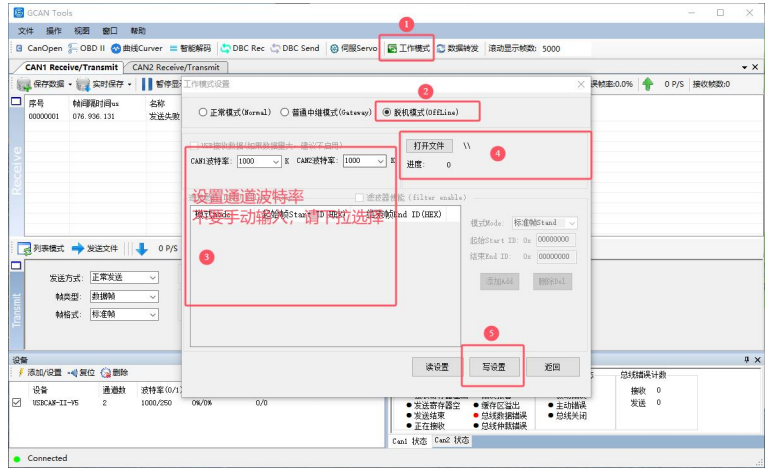 GCAN Tools
文件 操作 视图 窗口 帮助
CanOpen OBD II 曲线Curver 智能解码 DBC Rec DBC Send 伺服Servo 工作模式 数据转发 滚动显示帧数: 5000
1
CAN1 Receive/Transmit CAN2 Receive/Transmit
保存数据 实时保存 暂停显 误帧率:0.0% 0 P/S 接收帧数:0
工作模式设置
2
序号 帧间隔时间us 名称
00000001 076.936.131 发送失败
正常模式(Normal) 普通中继模式(Gateway) 脱机模式(OffLine)
CAN1波特率: 1000 K CAN2波特率: 1000 K
打开文件 \\
进度: 0
4
Receive
设置通道波特率
不要手动输入，请下拉选择
3
滤波器使能 (filter enable)
模式mode 起始帧Start ID(HEX) 结束帧End ID(HEX)
模式Mode: 标准帧Stand
起始Start ID: 0x 00000000
结束End ID: 0x 00000000
添加Add 删除Del
列表模式 发送文件 0 P/S
发送方式: 正常发送
帧类型: 数据帧
帧格式: 标准帧
Transmit
5
读设置 写设置 返回
设备
添加/设置 复位 删除
设备 通道数 波特率(0/1)
USBCAN-II-V5 2 1000/250 0%/0% 0/0
总线错误计数
接收 0
发送 0
发送寄存器空 缓存区溢出 主动错误
发送结束 总线数据错误 总线关闭
正在接收 总线仲裁错误
Can1 状态 Can2 状态
Connected